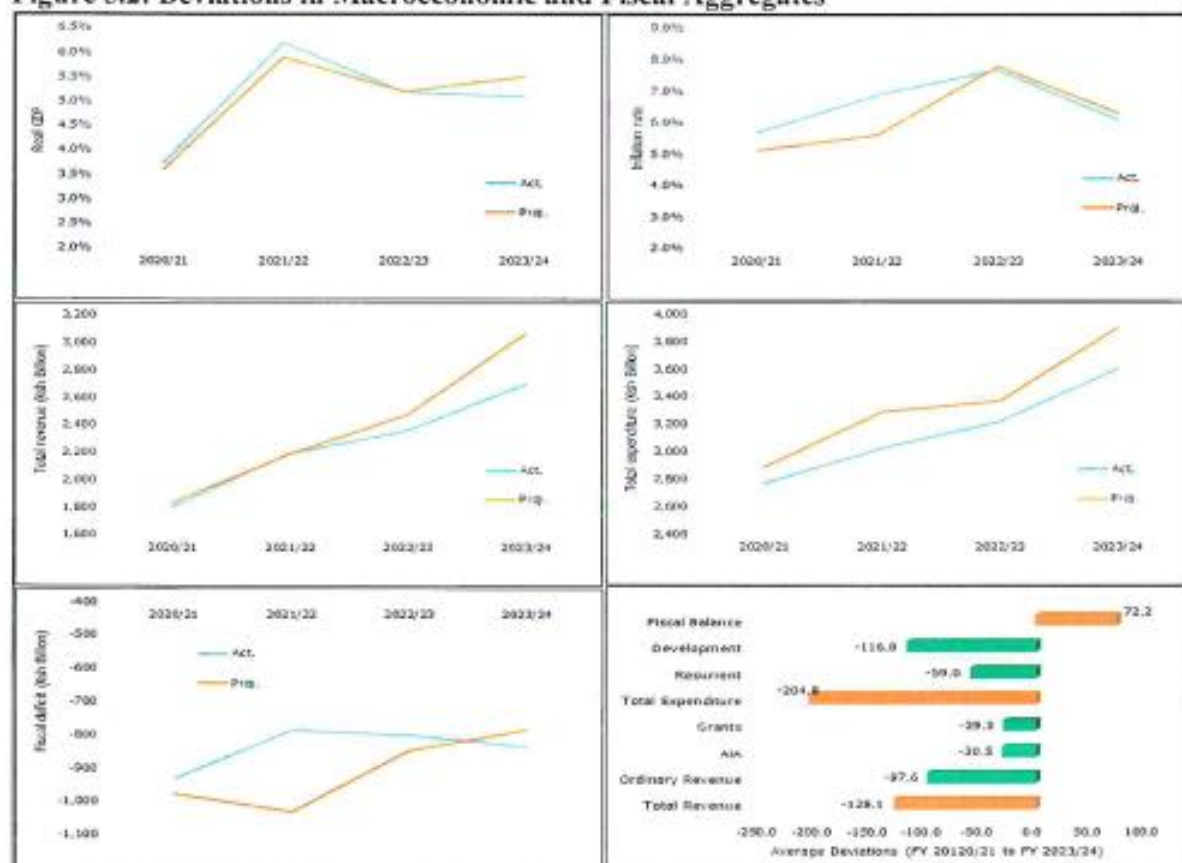 Figure 5.2: Deviations in Macroeconomic and Fiscal Aggregates
6.5%
6.0%
5.5%
5.0%
4.5%
4.0%
3.5%
3.0%
2.5%
2.0%
Real GDP
Act.
Proj.
2020/21 2021/22 2022/23 2023/24
9.0%
8.0%
7.0%
6.0%
5.0%
4.0%
3.0%
2.0%
Inflation rate
Act.
Proj.
2020/21 2021/22 2022/23 2023/24
3,200
3,000
2,800
2,600
2,400
2,200
2,000
1,800
1,600
Total revenue (Ksh Billion)
Act.
Proj.
2020/21 2021/22 2022/23 2023/24
4,000
3,800
3,600
3,400
3,200
3,000
2,800
2,600
2,400
Total expenditure (Ksh Billion)
Act.
Proj.
2020/21 2021/22 2022/23 2023/24
-400
-500
-600
-700
-800
-900
-1,000
-1,100
Fiscal deficit (Ksh Billion)
2020/21 2021/22 2022/23 2023/24
Act.
Proj.
Fiscal Balance 72.2
Development
Recurrent -59.0
Total Expenditure -204.8
Grants
AIA -30.5
Ordinary Revenue -97.6
Total Revenue -128.1
-250.0 -200.0 -150.0 -100.0 -50.0 0.0 50.0 100.0
Average Deviations (FY 20120/21 to FY 2023/24)